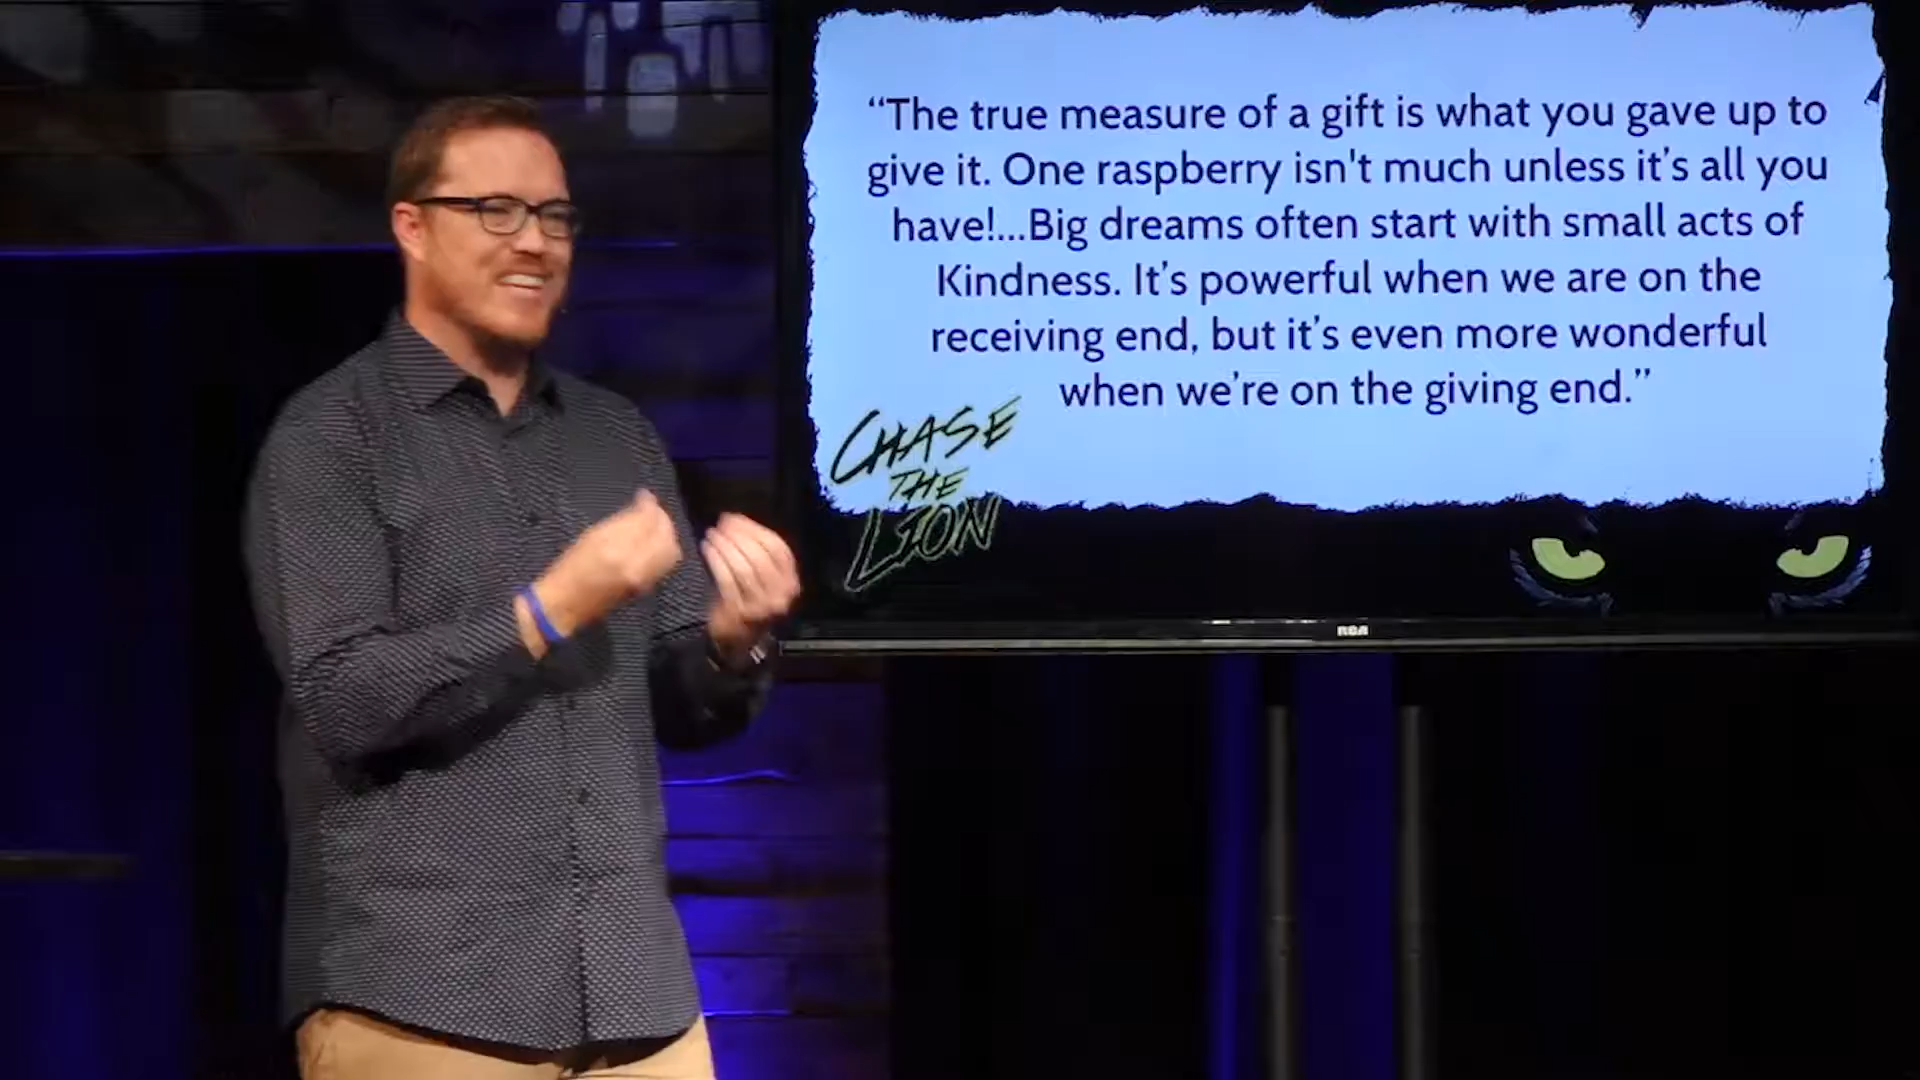 “The true measure of a gift is what you gave up to
give it. One raspberry isn't much unless it’s all you
have!...Big dreams often start with small acts of
Kindness. It’s powerful when we are on the
receiving end, but it’s even more wonderful
when we’re on the giving end.”
CHASE
THE
LION
RCA